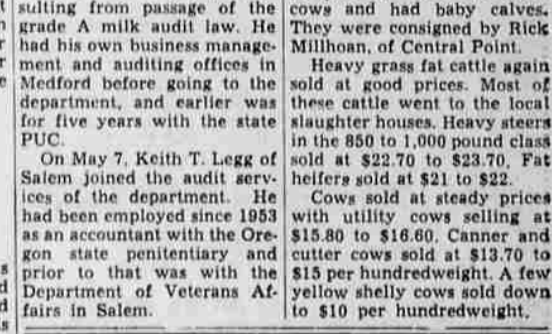 sulting from passage of the
grade A milk audit law. He
had his own business manage-
ment and auditing offices in
Medford before going to the
department, and earlier was
for five years with the state
PUC.
On May 7, Keith T. Legg of
Salem joined the audit serv-
ices of the department. He
had been employed since 1953
as an accountant with the Ore-
gon state penitentiary and
prior to that was with the
Department of Veterans Af-
fairs in Salem.
cows and had baby calves.
They were consigned by Rick
Millhoan, of Central Point.
Heavy grass fat cattle again
sold at good prices. Most of
these cattle went to the local
slaughter houses. Heavy steers
in the 850 to 1,000 pound class
sold at $22.70 to $23.70. Fat
heifers sold at $21 to $22.
Cows sold at steady prices
with utility cows selling at
$15.80 to $16.60. Canner and
cutter cows sold at $13.70 to
$15 per hundredweight. A few
yellow shelly cows sold down
to $10 per hundredweight.